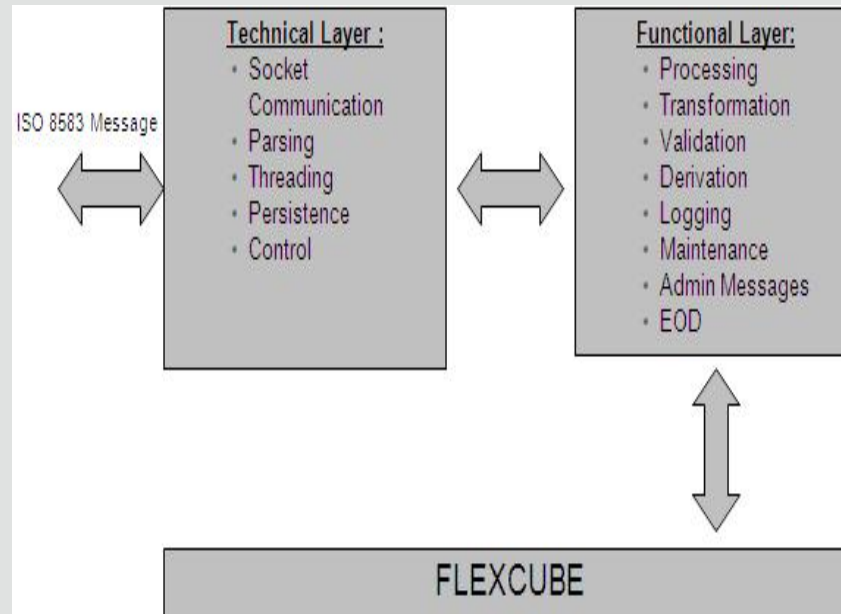 ISO 8583 Message
Technical Layer :
• Socket
Communication
• Parsing
• Threading
• Persistence
• Control
Functional Layer:
• Processing
• Transformation
• Validation
• Derivation
• Logging
• Maintenance
• Admin Messages
• EOD
FLEXCUBE